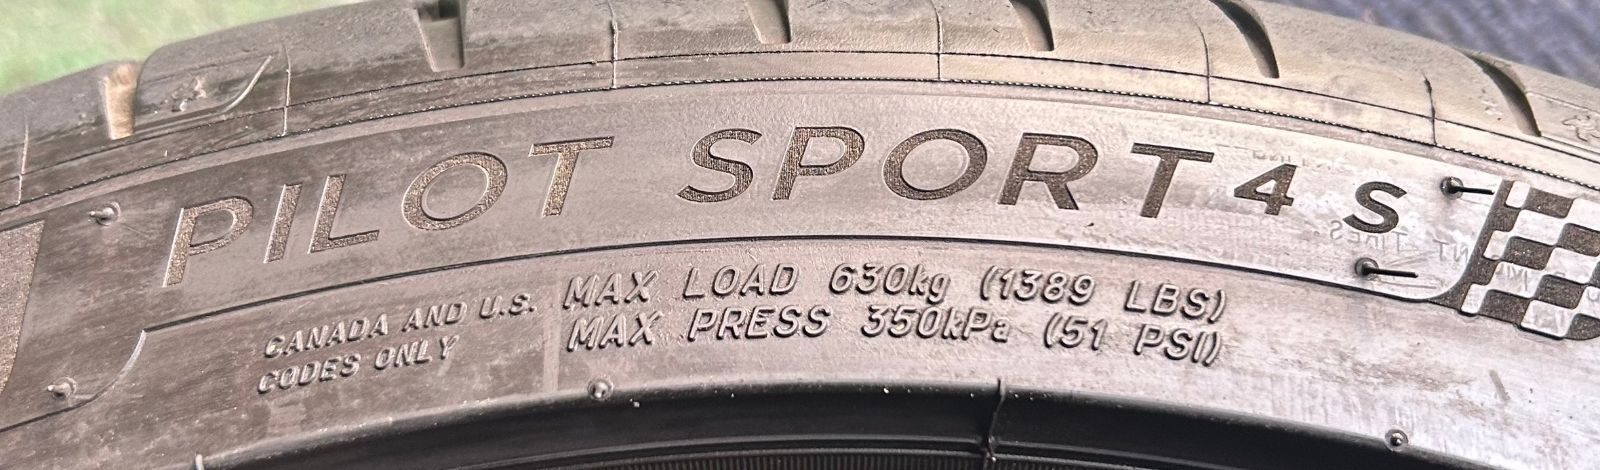 PILOT SPORT 4 S
CANADA AND U.S.
CODES ONLY
MAX LOAD 630kg (1389 LBS)
MAX PRESS 350kPa (51 PSI)